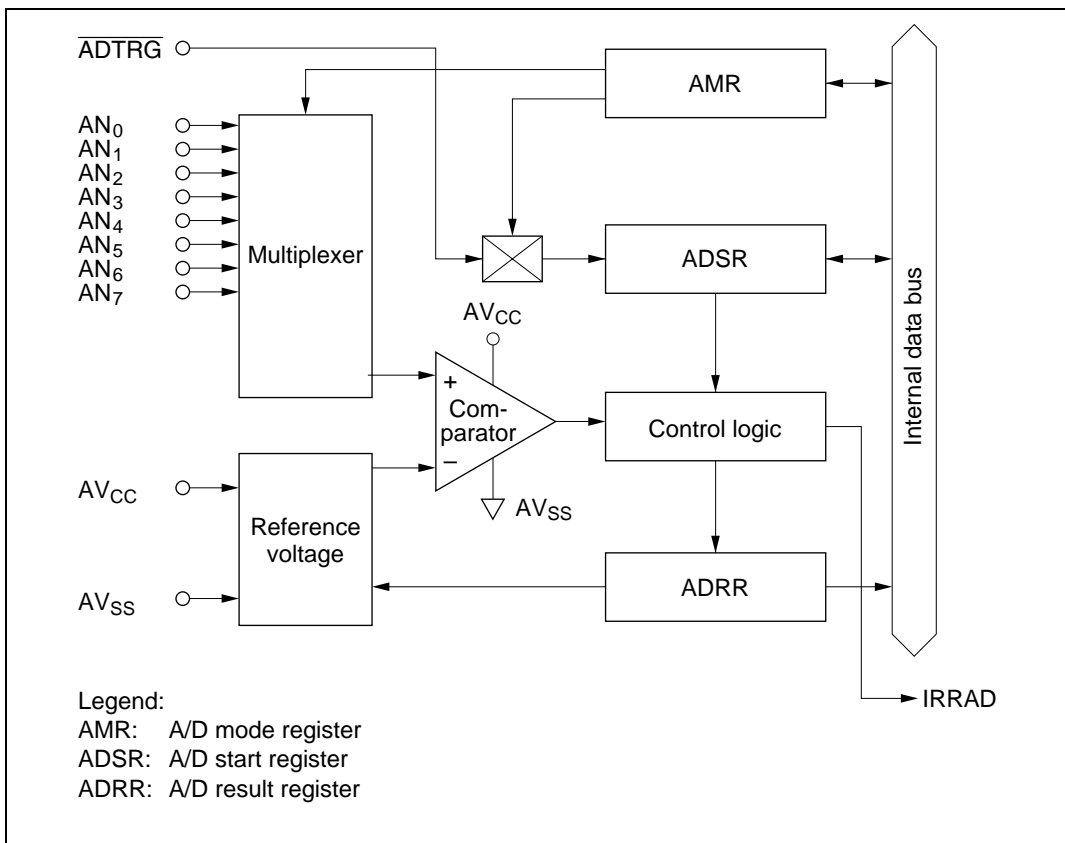 ADTRG
AMR
AN0
AN1
AN2
AN3
AN4
AN5
AN6
AN7
Multiplexer
ADSR
Internal data bus
AVCC
+
Com-
parator
−
Control logic
AVCC
AVSS
Reference
voltage
ADRR
AVSS
IRRAD
Legend:
AMR: A/D mode register
ADSR: A/D start register
ADRR: A/D result register